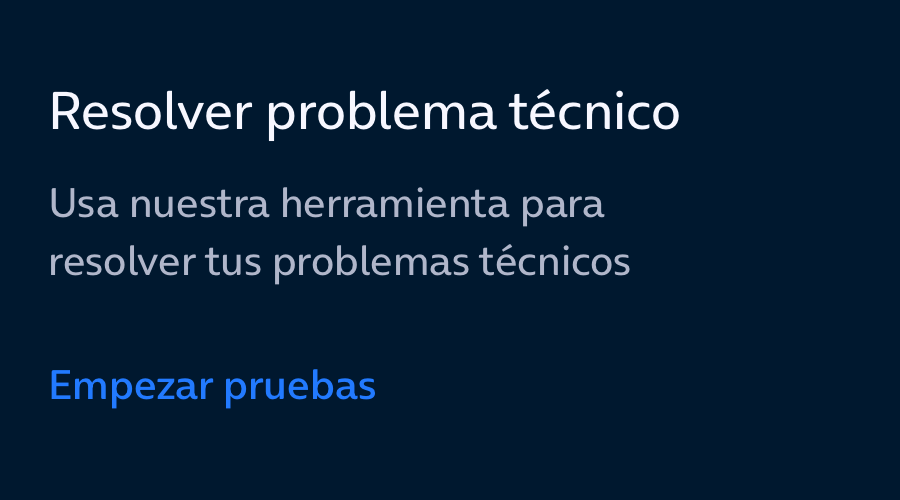 Resolver problema técnico
Usa nuestra herramienta para
resolver tus problemas técnicos
Empezar pruebas